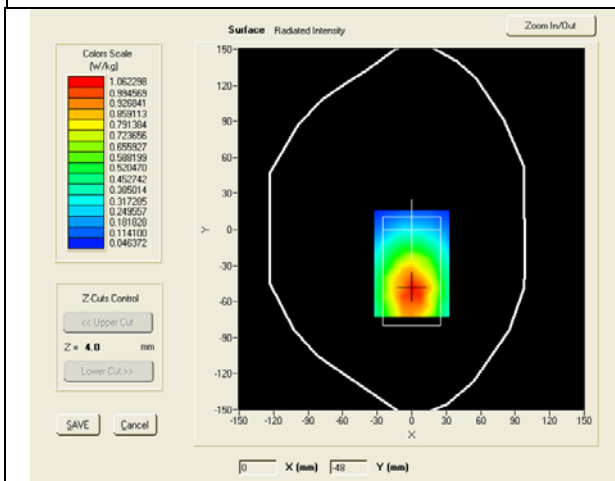 Surface Radiated Intensity
Zoom In/Out
Colors Scale
(W/kg)
1.062298
0.994569
0.926841
0.859113
0.791384
0.723656
0.655927
0.588199
0.520470
0.452742
0.385014
0.317285
0.249557
0.181828
0.114100
0.046372
Z-Cuts Control
<< Upper Cut
Z = 4.0 mm
Lower Cut >>
SAVE Cancel
150-
120-
90-
60-
30-
Y 0-
-30-
-60-
-90-
-120-
-150-
-150 -120 -90 -60 -30 0 30 60 90 120 150
X
0 X (mm) -48 Y (mm)